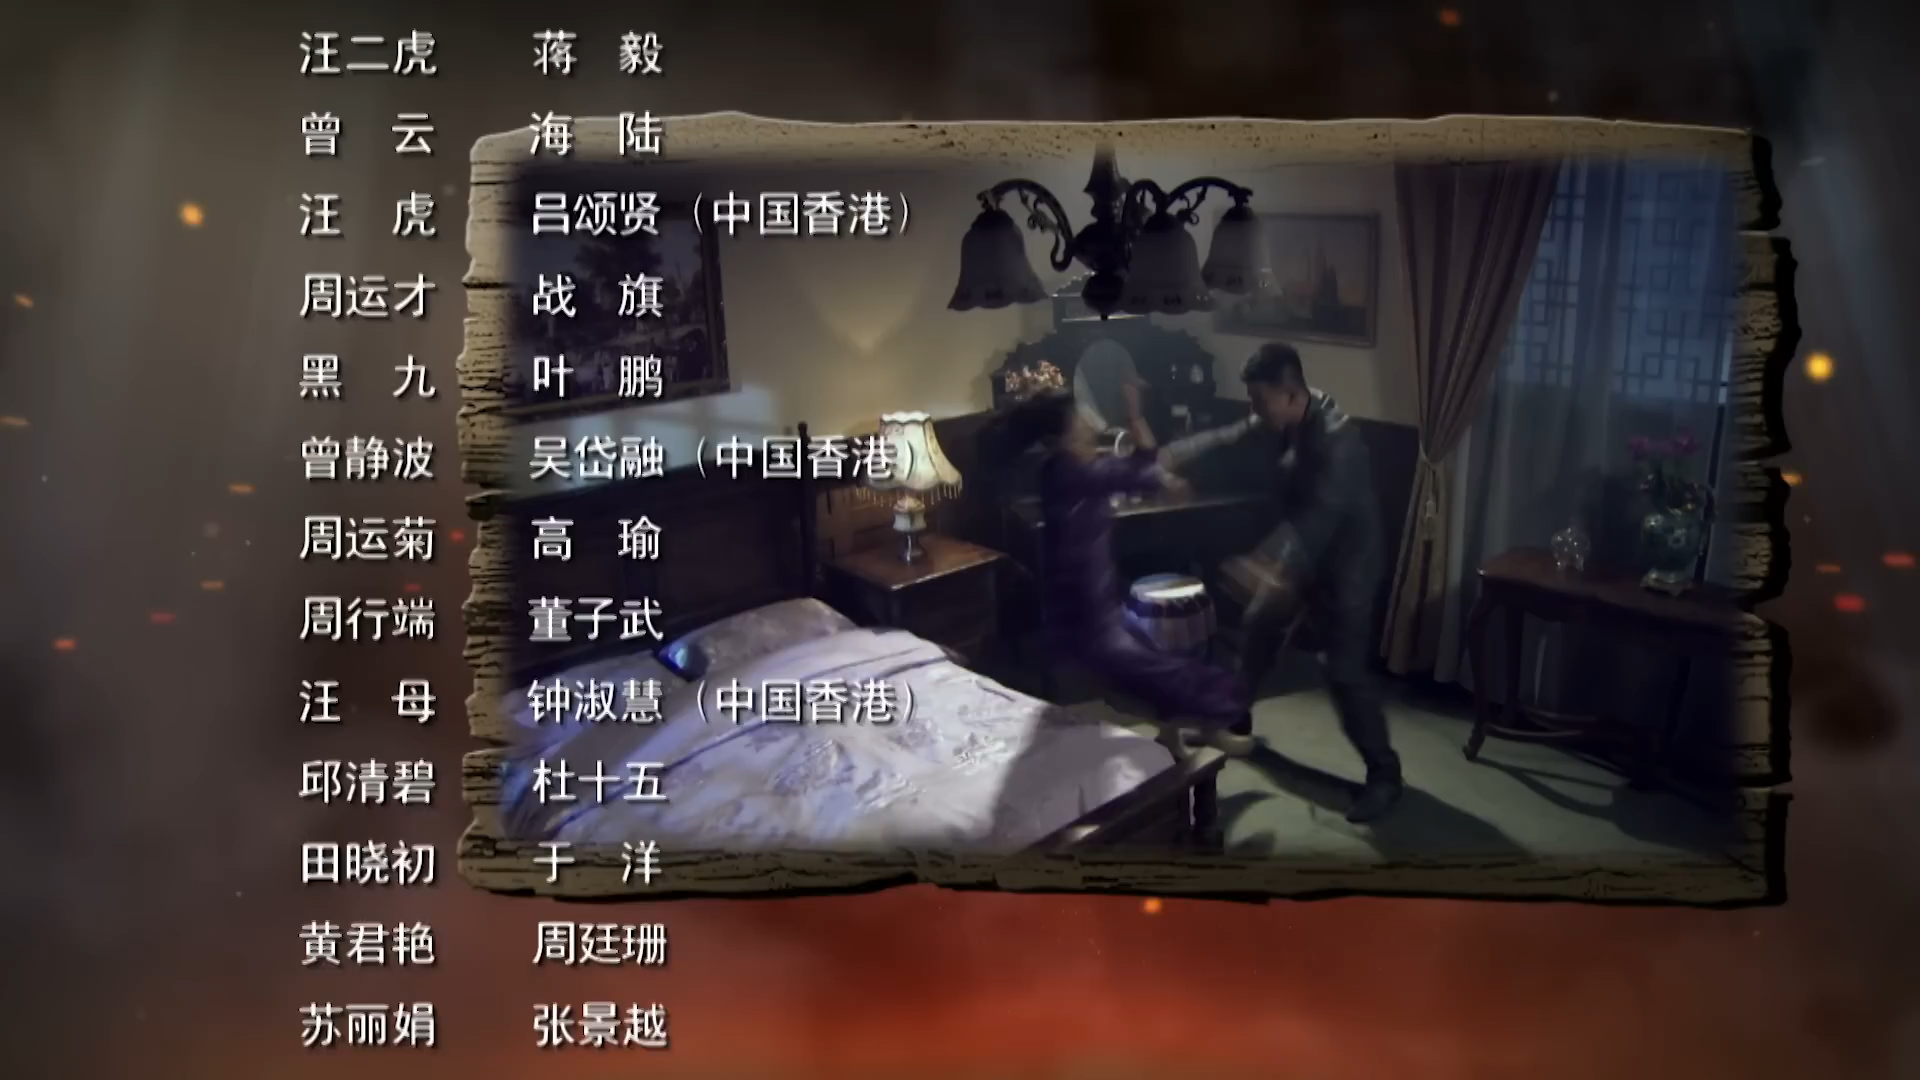 汪二虎 蒋 毅
曾 云 海 陆
汪 虎 吕颂贤（中国香港）
周运才 战 旗
黑 九 叶 鹏
曾静波 吴岱融（中国香港）
周运菊 高 瑜
周行端 董子武
汪 母 钟淑慧（中国香港）
邱清碧 杜十五
田晓初 于 洋
黄君艳 周廷珊
苏丽娟 张景越